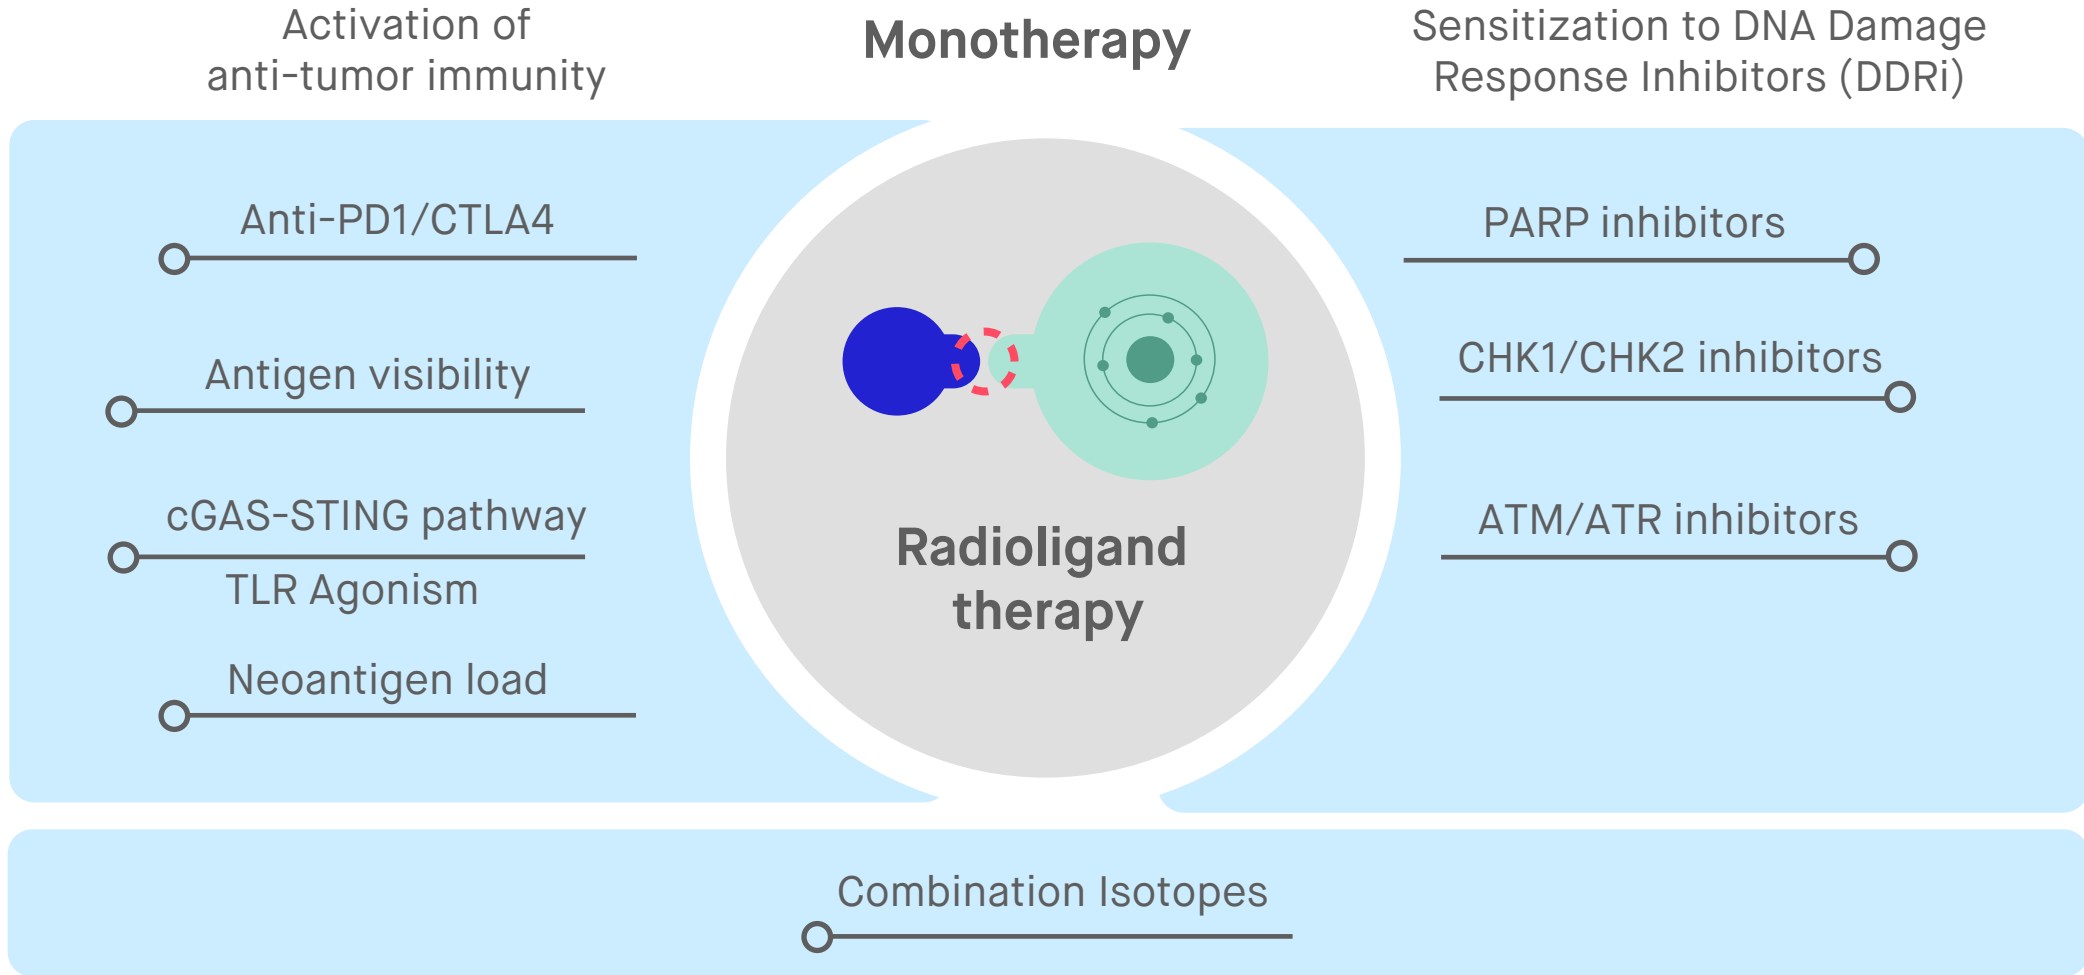 Activation of
anti-tumor immunity
Monotherapy
Sensitization to DNA Damage
Response Inhibitors (DDRi)
Anti-PD1/CTLA4
Antigen visibility
cGAS-STING pathway
TLR Agonism
Neoantigen load
Radioligand
therapy
PARP inhibitors
CHK1/CHK2 inhibitors
ATM/ATR inhibitors
Combination Isotopes